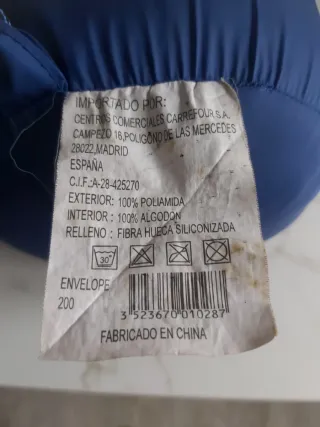 IMPORTADO POR:
CENTROS COMERCIALES CARREFOUR S.A.
CAMPEZO 16,POLIGONO DE LAS MERCEDES
28022,MADRID
ESPAÑA
C.I.F.:A-28-425270
EXTERIOR: 100% POLIAMIDA
INTERIOR : 100% ALGODON
RELLENO : FIBRA HUECA SILICONIZADA
30°
ENVELOPE
200
3 523670 010287
FABRICADO EN CHINA